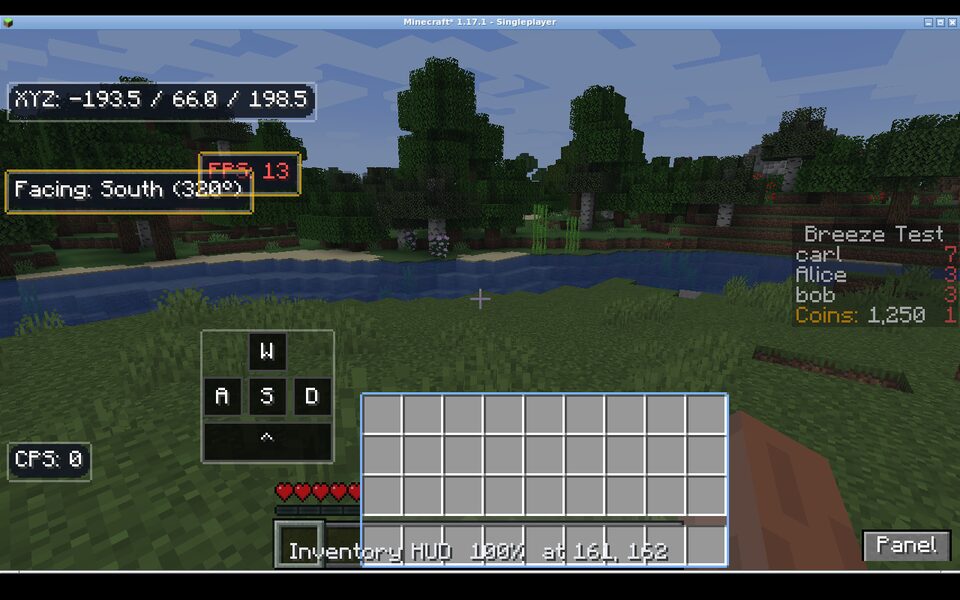 Minecraft* 1.17.1 - Singleplayer
XYZ: -193.5 / 66.0 / 198.5
FPS: 13
Facing: South (320°)
Breeze Test
carl 7
Alice 3
bob 3
Coins: 1,250 1
W
A S D
^
CPS: 0
Inventory HUD 100% at 161, 162
Panel